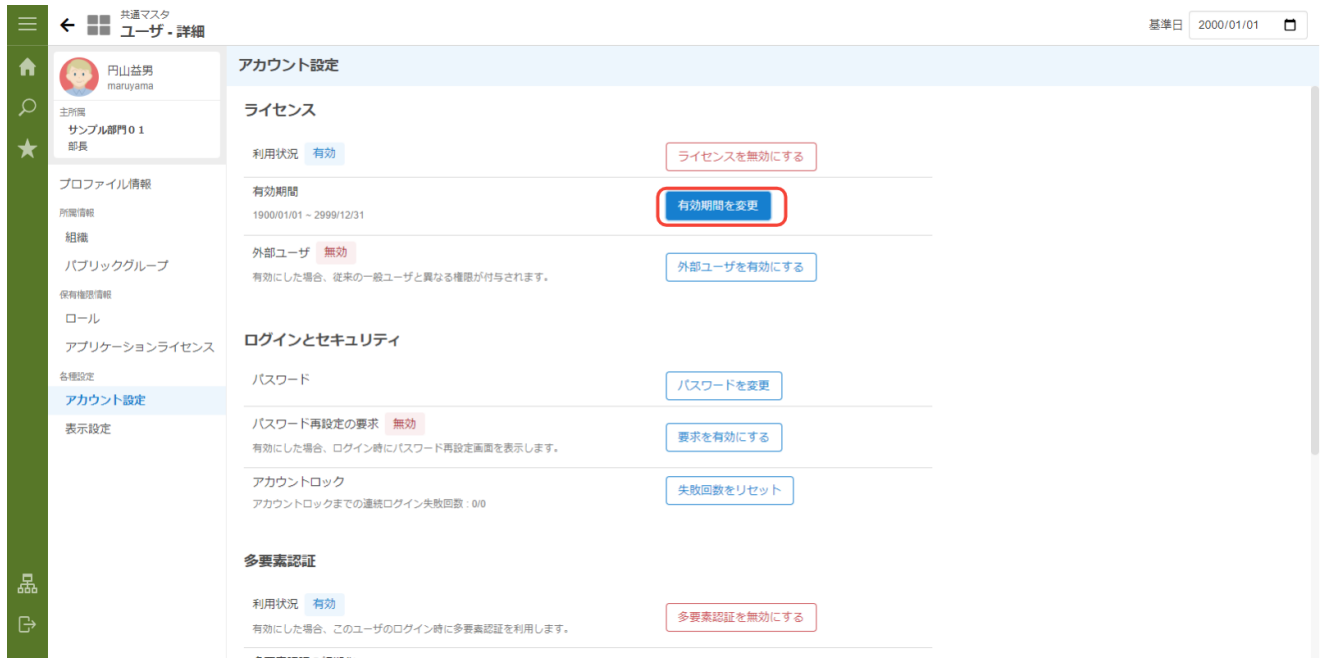 共通マスタ
ユーザ - 詳細
基準日 2000/01/01
円山益男
maruyama
主所属
サンプル部門01
部長
プロファイル情報
所属情報
組織
パブリックグループ
保有権限情報
ロール
アプリケーションライセンス
各種設定
アカウント設定
表示設定
アカウント設定
ライセンス
利用状況 有効
ライセンスを無効にする
有効期間
1900/01/01 ~ 2999/12/31
有効期間を変更
外部ユーザ 無効
有効にした場合、従来の一般ユーザと異なる権限が付与されます。
外部ユーザを有効にする
ログインとセキュリティ
パスワード
パスワードを変更
パスワード再設定の要求 無効
有効にした場合、ログイン時にパスワード再設定画面を表示します。
要求を有効にする
アカウントロック
アカウントロックまでの連続ログイン失敗回数 : 0/0
失敗回数をリセット
多要素認証
利用状況 有効
有効にした場合、このユーザのログイン時に多要素認証を利用します。
多要素認証を無効にする